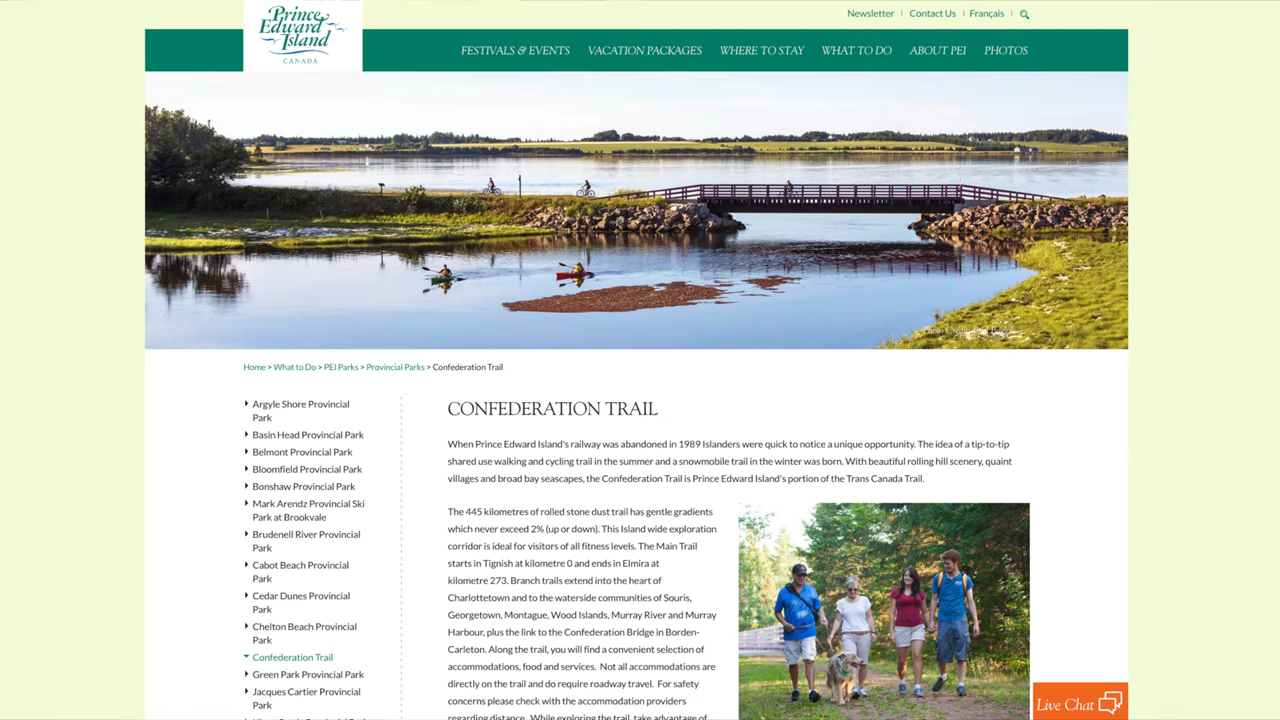 Prince
Edward
Island
CANADA
Newsletter
Contact Us
Français
FESTIVALS & EVENTS
VACATION PACKAGES
WHERE TO STAY
WHAT TO DO
ABOUT PEI
PHOTOS
Home > What to Do > PEI Parks > Provincial Parks > Confederation Trail
Argyle Shore Provincial
Park
Basin Head Provincial Park
Belmont Provincial Park
Bloomfield Provincial Park
Bonshaw Provincial Park
Mark Arendz Provincial Ski
Park at Brookvale
Brudenell River Provincial
Park
Cabot Beach Provincial
Park
Cedar Dunes Provincial
Park
Chelton Beach Provincial
Park
Confederation Trail
Green Park Provincial Park
Jacques Cartier Provincial
Park
CONFEDERATION TRAIL
When Prince Edward Island's railway was abandoned in 1989 Islanders were quick to notice a unique opportunity. The idea of a tip-to-tip
shared use walking and cycling trail in the summer and a snowmobile trail in the winter was born. With beautiful rolling hill scenery, quaint
villages and broad bay seascapes, the Confederation Trail is Prince Edward Island's portion of the Trans Canada Trail.
The 445 kilometres of rolled stone dust trail has gentle gradients
which never exceed 2% (up or down). This Island wide exploration
corridor is ideal for visitors of all fitness levels. The Main Trail
starts in Tignish at kilometre 0 and ends in Elmira at
kilometre 273. Branch trails extend into the heart of
Charlottetown and to the waterside communities of Souris,
Georgetown, Montague, Wood Islands, Murray River and Murray
Harbour, plus the link to the Confederation Bridge in Borden-
Carleton. Along the trail, you will find a convenient selection of
accommodations, food and services. Not all accommodations are
directly on the trail and do require roadway travel. For safety
concerns please check with the accommodation providers
regarding distance. While exploring the trail, take advantage of
Live Chat